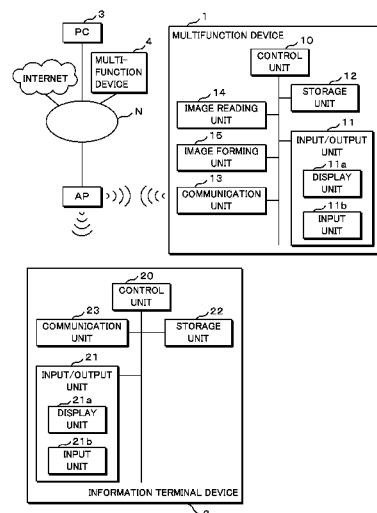 3
PC
4
MULTI-
FUNCTION
DEVICE
INTERNET
N
AP
1
MULTIFUNCTION DEVICE
10
CONTROL
UNIT
12
STORAGE
UNIT
14
IMAGE READING
UNIT
15
IMAGE FORMING
UNIT
13
COMMUNICATION
UNIT
11
INPUT/OUTPUT
UNIT
11a
DISPLAY
UNIT
11b
INPUT
UNIT
20
CONTROL
UNIT
23
COMMUNICATION
UNIT
22
STORAGE
UNIT
21
INPUT/OUTPUT
UNIT
21a
DISPLAY
UNIT
21b
INPUT
UNIT
INFORMATION TERMINAL DEVICE